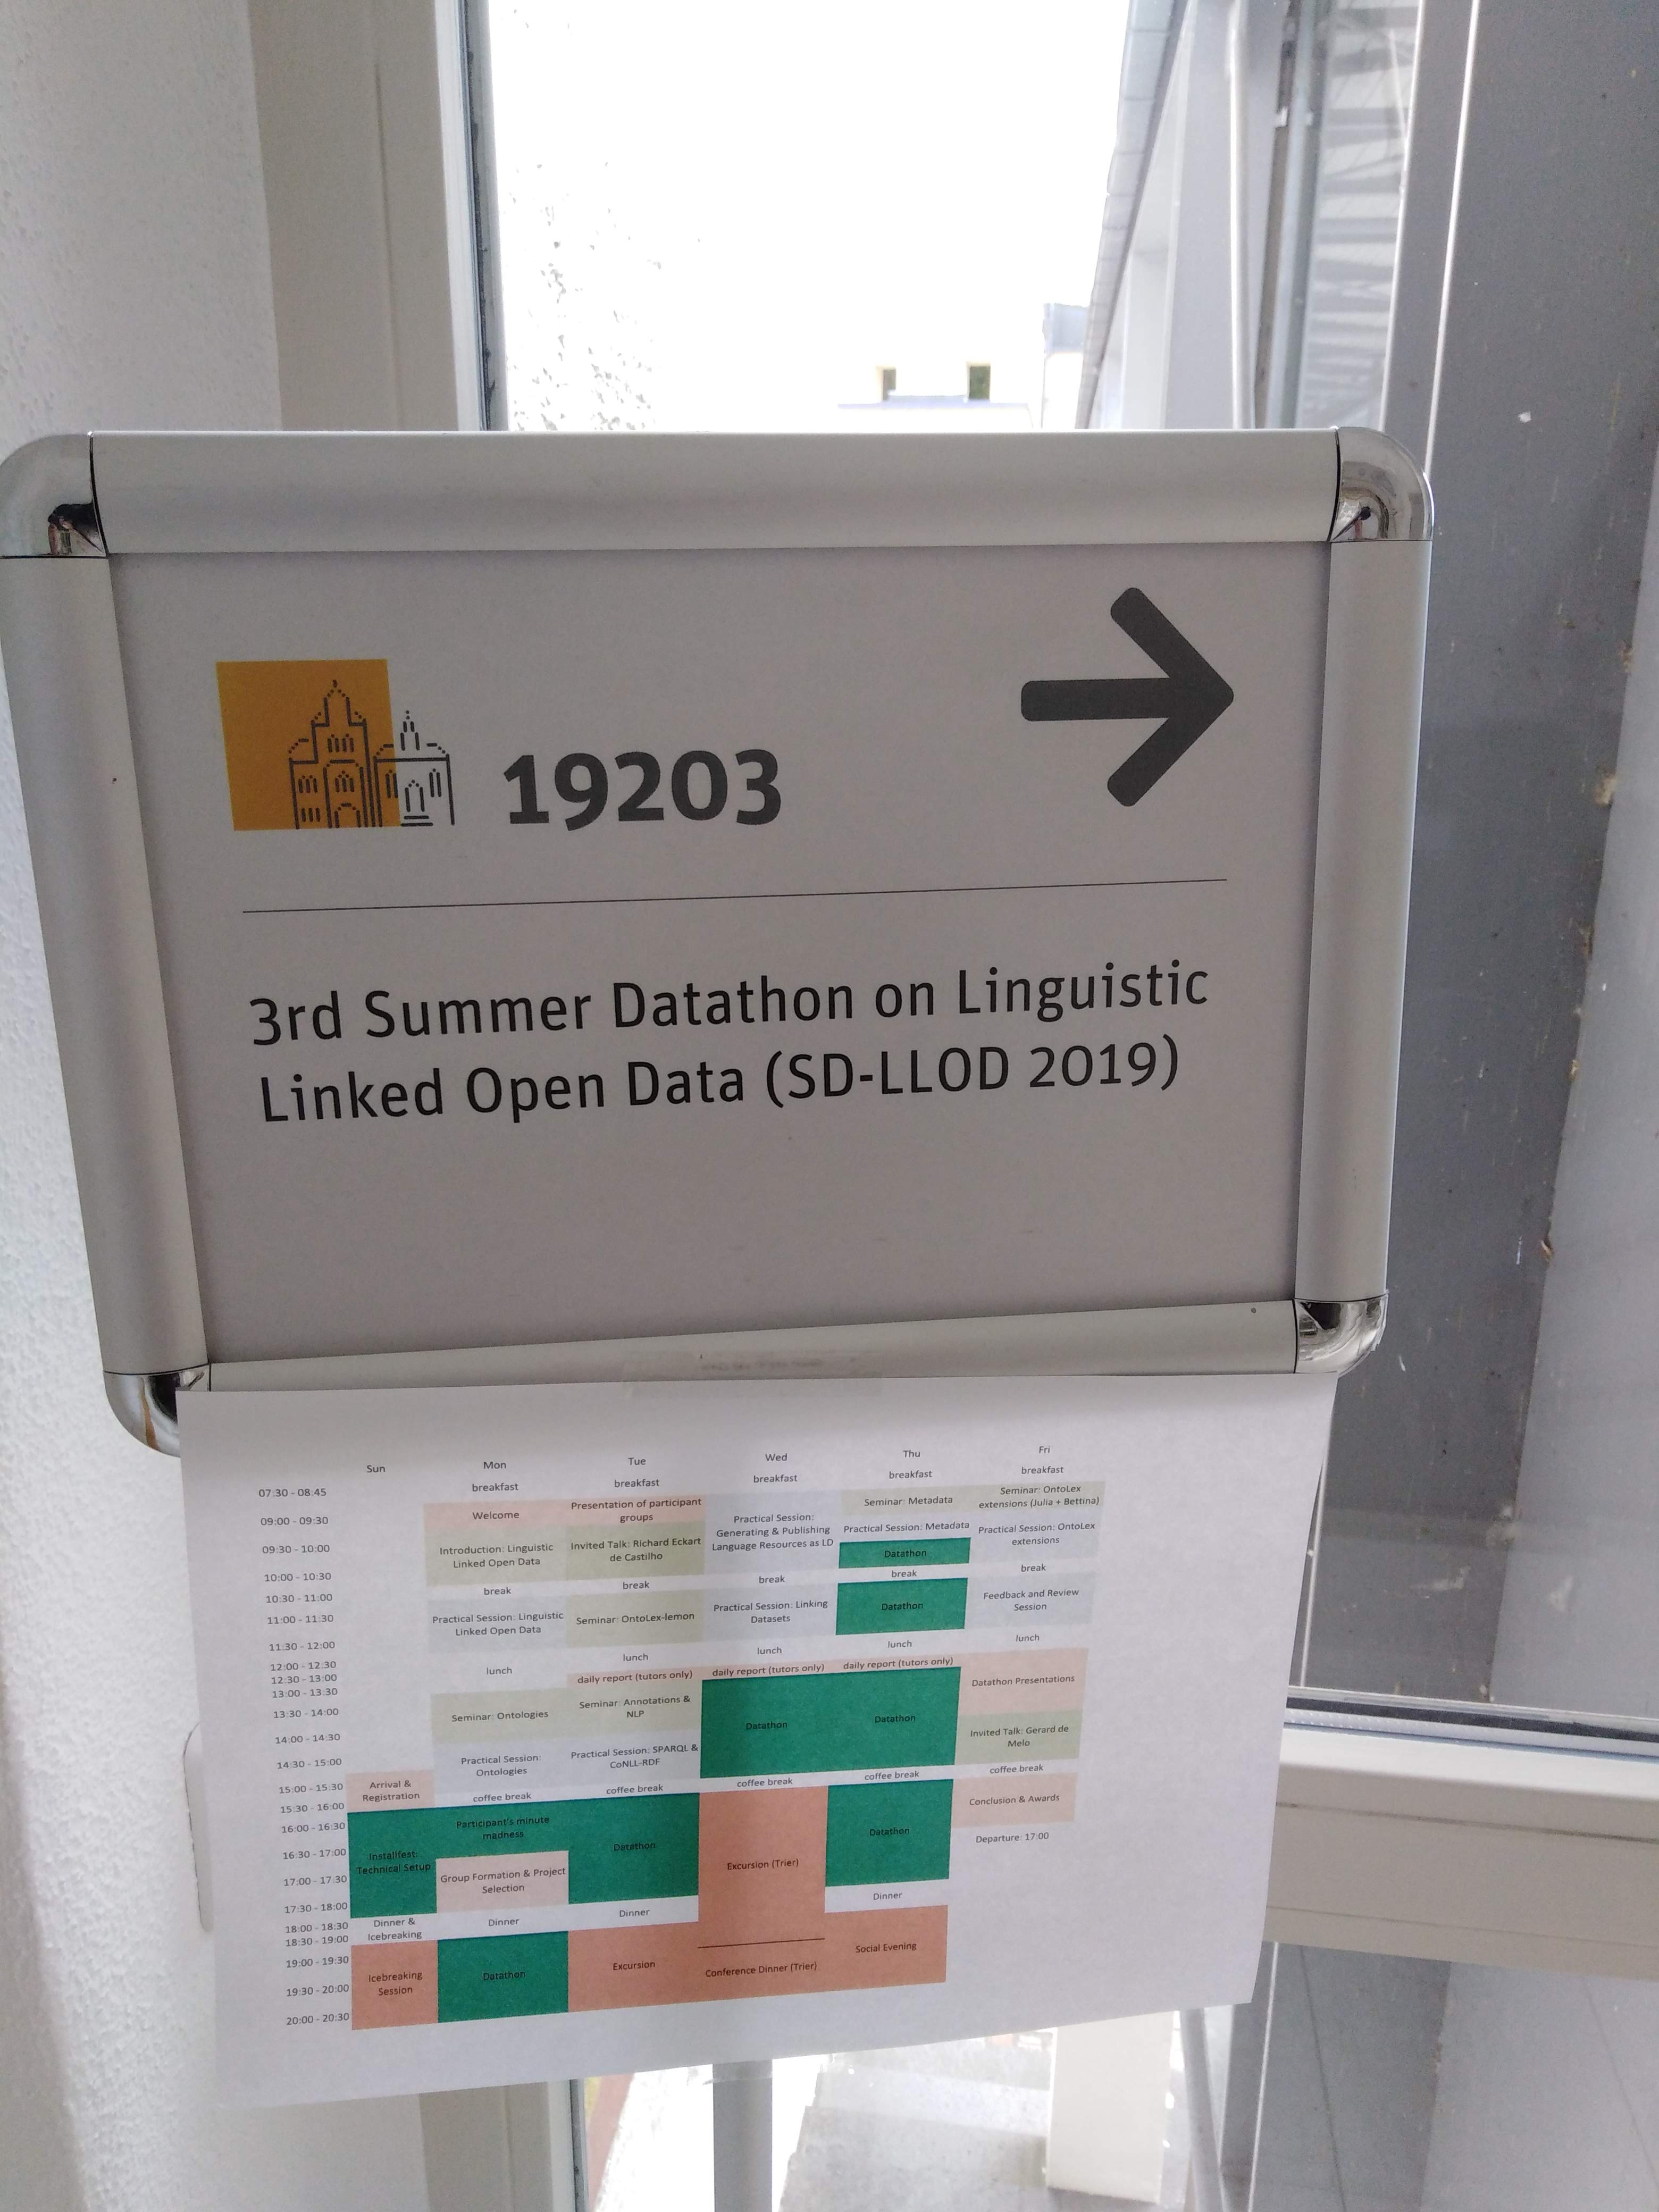 19203
3rd Summer Datathon on Linguistic
Linked Open Data (SD-LLOD 2019)
Sun
Mon
Tue
Wed
Thu
Fri
07:30 - 08:45
09:00 - 09:30
09:30 - 10:00
10:00 - 10:30
10:30 - 11:00
11:00 - 11:30
11:30 - 12:00
12:00 - 12:30
12:30 - 13:00
13:00 - 13:30
13:30 - 14:00
14:00 - 14:30
14:30 - 15:00
15:00 - 15:30
15:30 - 16:00
16:00 - 16:30
16:30 - 17:00
17:00 - 17:30
17:30 - 18:00
18:00 - 18:30
18:30 - 19:00
19:00 - 19:30
19:30 - 20:00
20:00 - 20:30
Arrival &
Registration
Installfest:
Technical Setup
Dinner &
Icebreaking
Icebreaking
Session
breakfast
Welcome
Introduction: Linguistic
Linked Open Data
break
Practical Session: Linguistic
Linked Open Data
lunch
Seminar: Ontologies
Practical Session:
Ontologies
coffee break
Participant's minute
madness
Group Formation & Project
Selection
Dinner
Datathon
breakfast
Presentation of participant
groups
Invited Talk: Richard Eckart
de Castilho
break
Seminar: OntoLex-lemon
lunch
daily report (tutors only)
Seminar: Annotations &
NLP
Practical Session: SPARQL &
CoNLL-RDF
coffee break
Datathon
Dinner
Excursion
breakfast
Practical Session:
Generating & Publishing
Language Resources as LD
break
Practical Session: Linking
Datasets
lunch
daily report (tutors only)
Datathon
coffee break
Excursion (Trier)
Conference Dinner (Trier)
breakfast
Seminar: Metadata
Practical Session: Metadata
Datathon
break
Datathon
lunch
daily report (tutors only)
Datathon
coffee break
Datathon
Dinner
Social Evening
breakfast
Seminar: OntoLex
extensions (Julia + Bettina)
Practical Session: OntoLex
extensions
break
Feedback and Review
Session
lunch
Datathon Presentations
Invited Talk: Gerard de
Melo
coffee break
Conclusion & Awards
Departure: 17:00